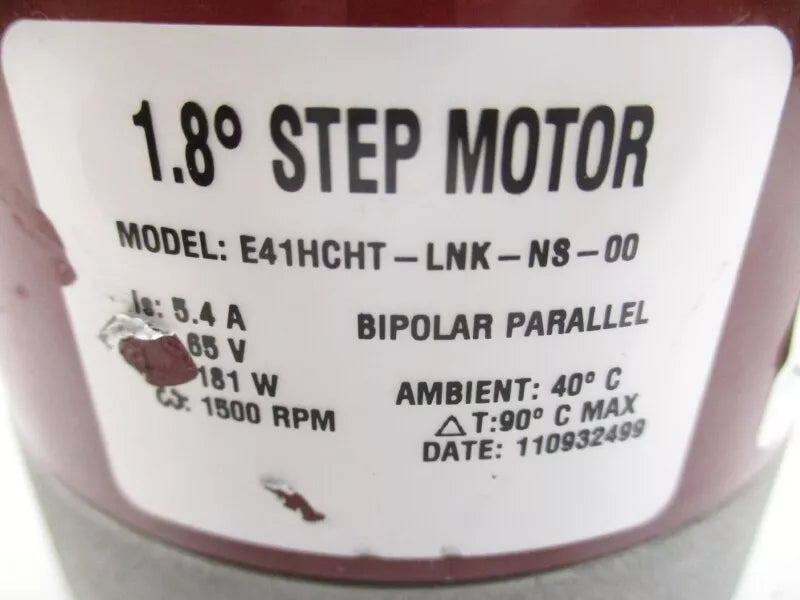 1.8° STEP MOTOR
MODEL: E41HCHT-LNK-NS-00
Is: 5.4 A
BIPOLAR PARALLEL
65 V
181 W
AMBIENT: 40° C
ω: 1500 RPM
△T:90° C MAX
DATE: 110932499